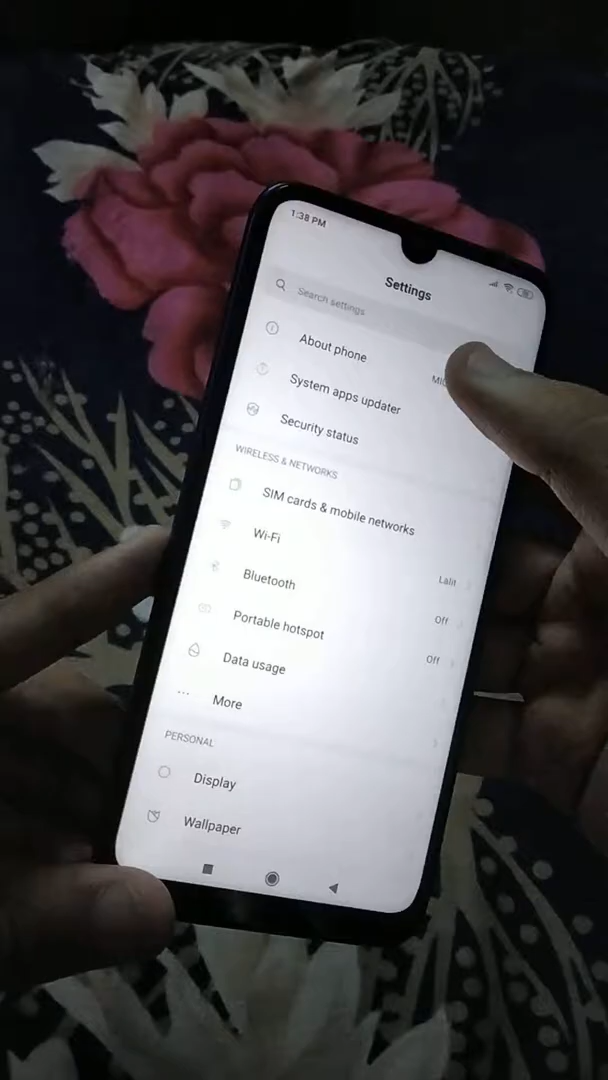 1:38 PM
Settings
Search settings
About phone
System apps updater
Security status
WIRELESS & NETWORKS
SIM cards & mobile networks
Wi-Fi
Lalit
Bluetooth
Off
Portable hotspot
Off
Data usage
More
PERSONAL
Display
Wallpaper